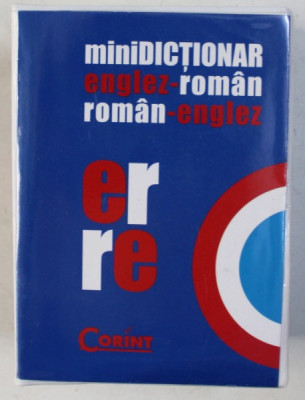 miniDICȚIONAR
englez-român
român-englez
er
re
CORINT